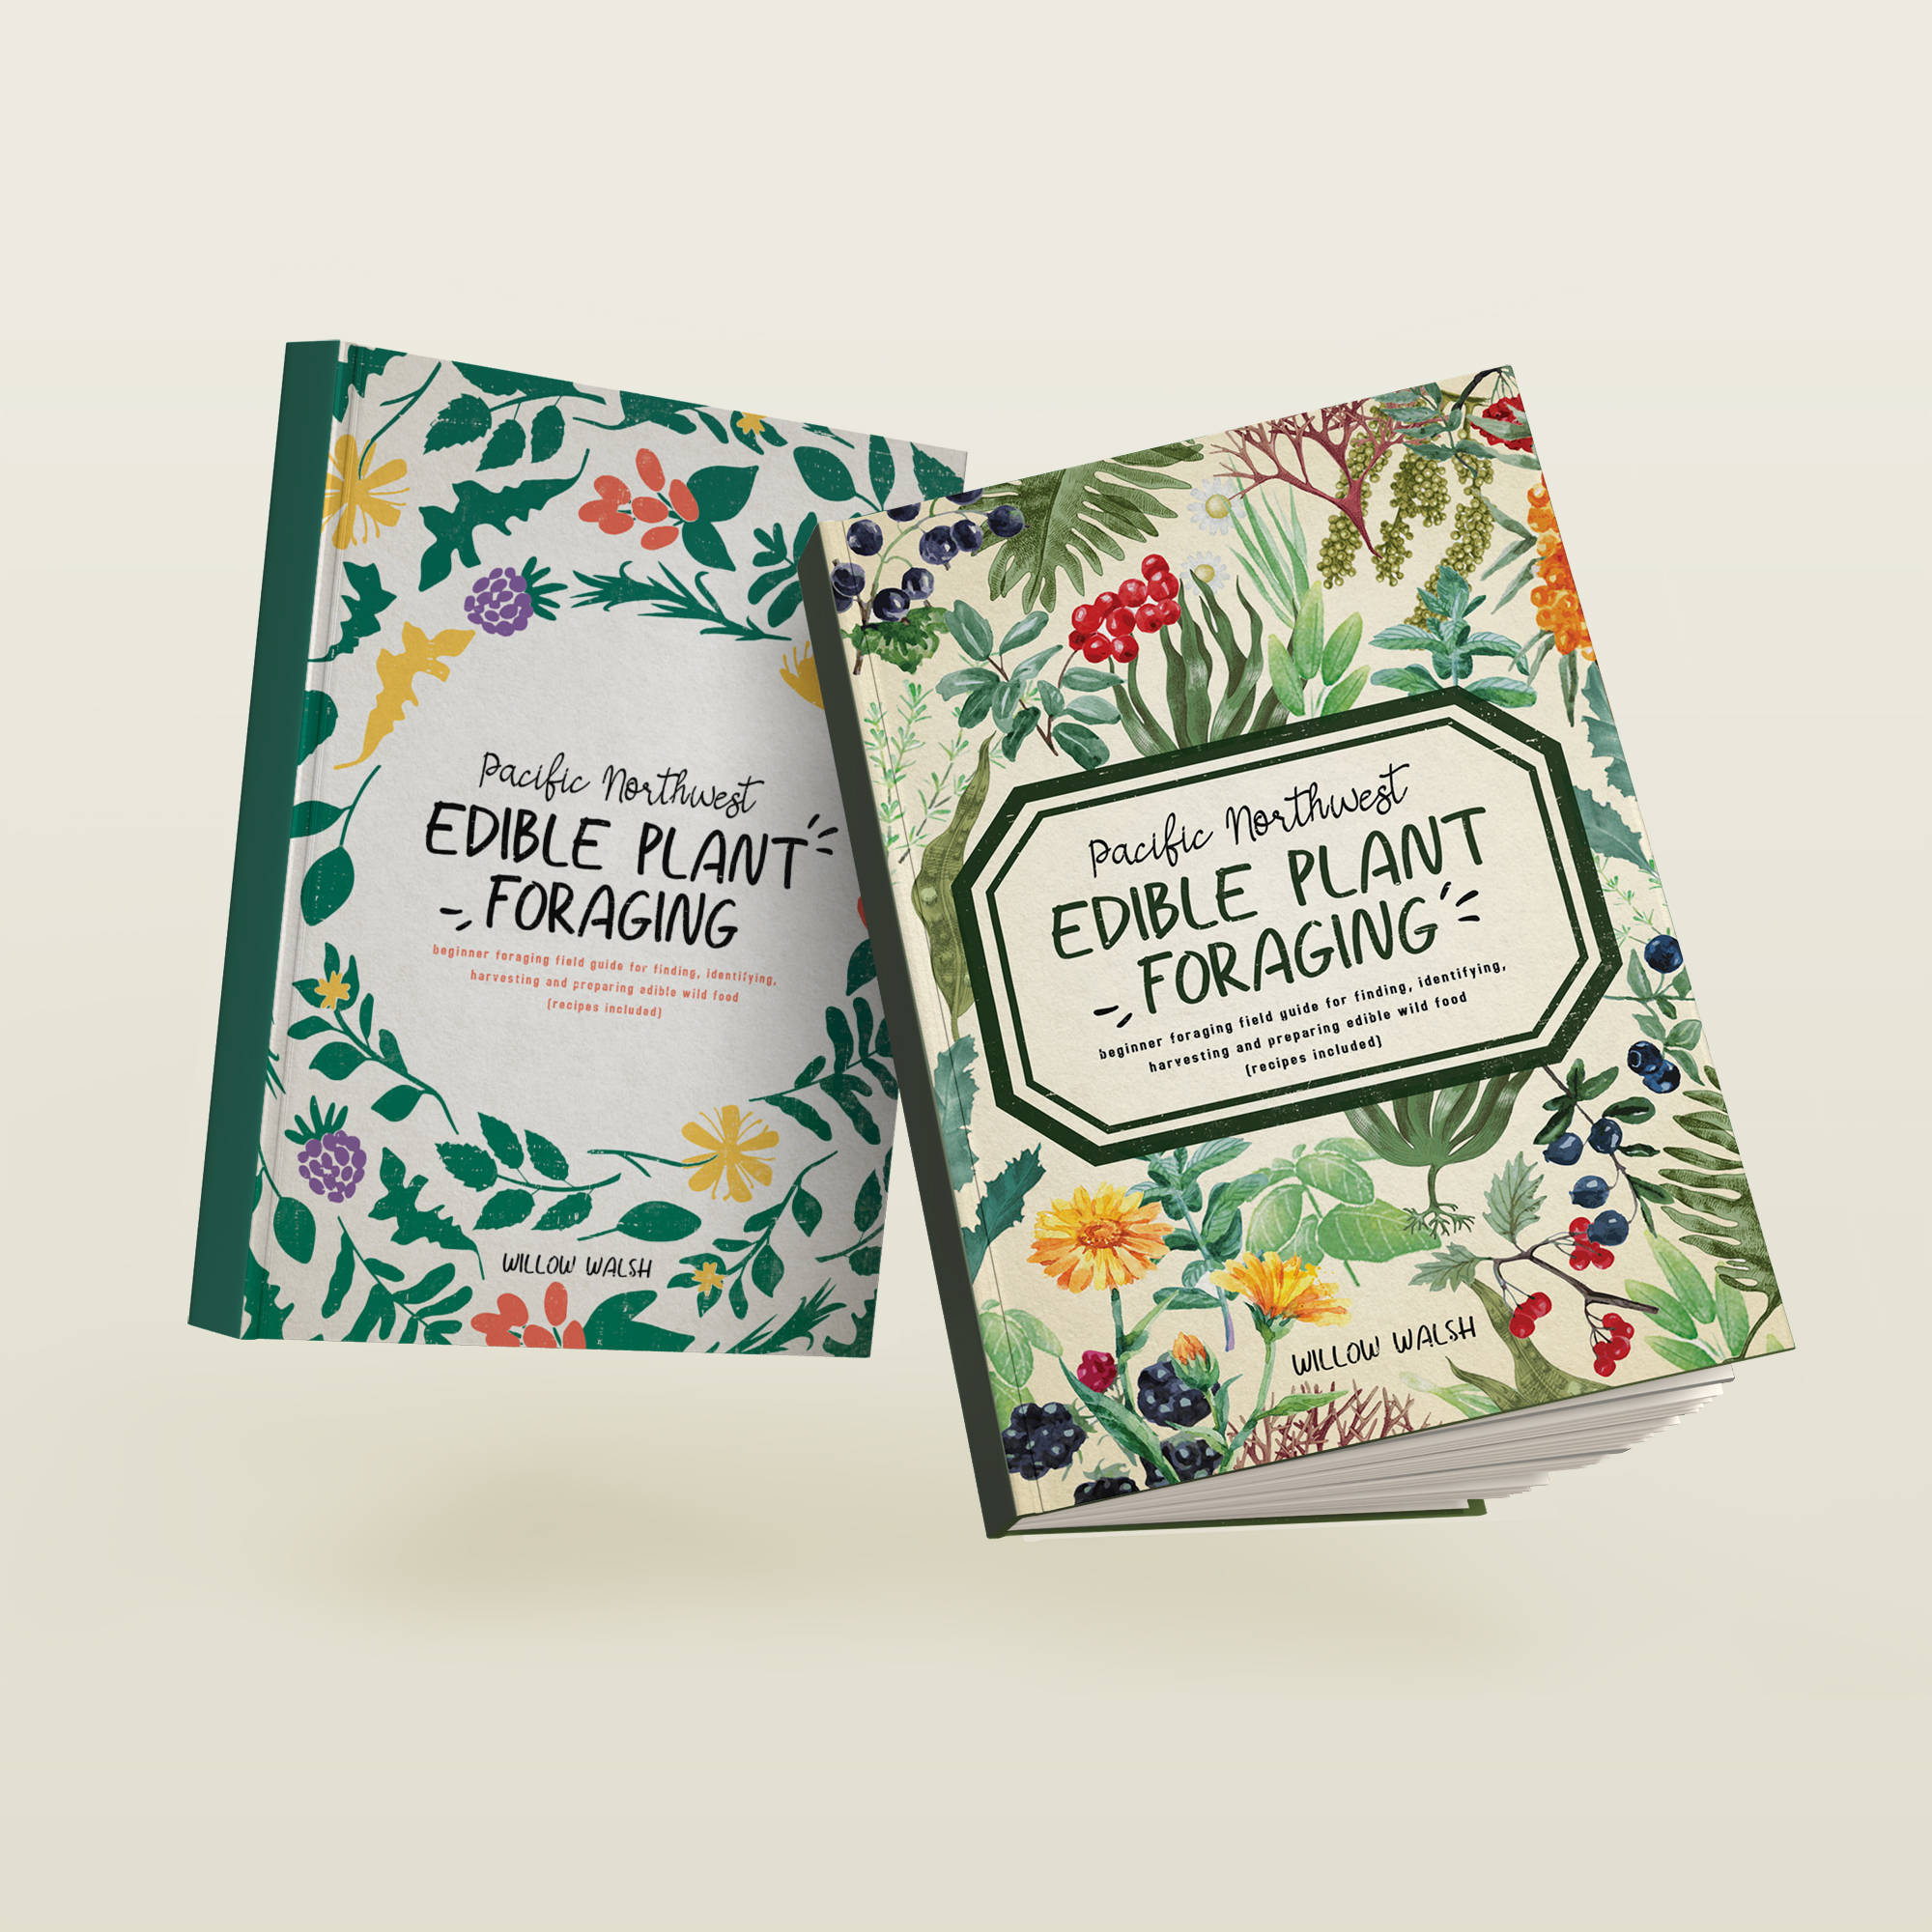 Pacific Northwest
EDIBLE PLANT
FORAGING
beginner foraging field guide for finding, identifying,
harvesting and preparing edible wild food
(recipes included)
WILLOW WALSH
Pacific Northwest
EDIBLE PLANT
FORAGING
beginner foraging field guide for finding, identifying,
harvesting and preparing edible wild food
(recipes included)
WILLOW WALSH